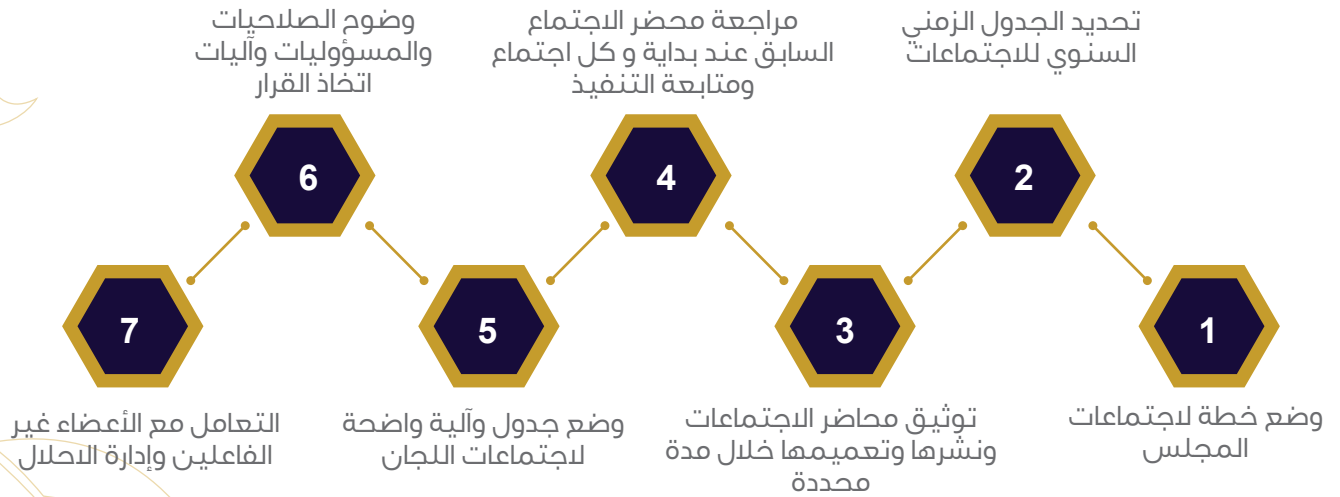 1
وضع خطة لاجتماعات
المجلس
2
تحديد الجدول الزمني
السنوي للاجتماعات
3
توثيق محاضر الاجتماعات
ونشرها وتعميمها خلال مدة
محددة
4
مراجعة محضر الاجتماع
السابق عند بداية و كل اجتماع
ومتابعة التنفيذ
5
وضع جدول وآلية واضحة
لاجتماعات اللجان
6
وضوح الصلاحيات
والمسؤوليات وآليات
اتخاذ القرار
7
التعامل مع الأعضاء غير
الفاعلين وإدارة الاحلال